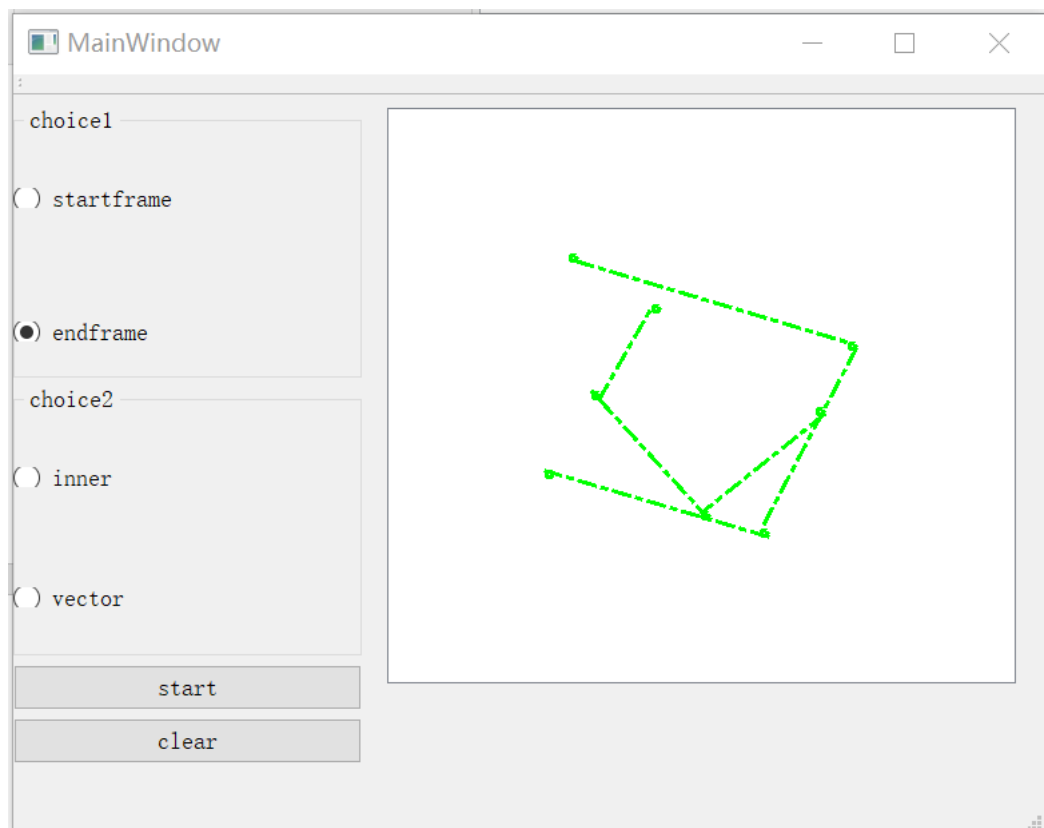 MainWindow
choice1
startframe
endframe
choice2
inner
vector
start
clear